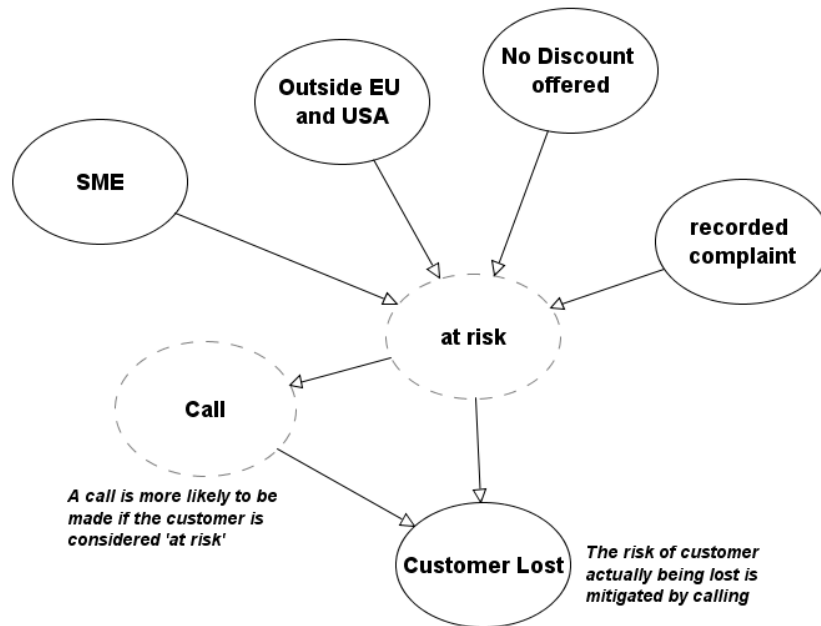 No Discount
offered
Outside EU
and USA
SME
recorded
complaint
at risk
Call
A call is more likely to be
made if the customer is
considered 'at risk'
Customer Lost
The risk of customer
actually being lost is
mitigated by calling